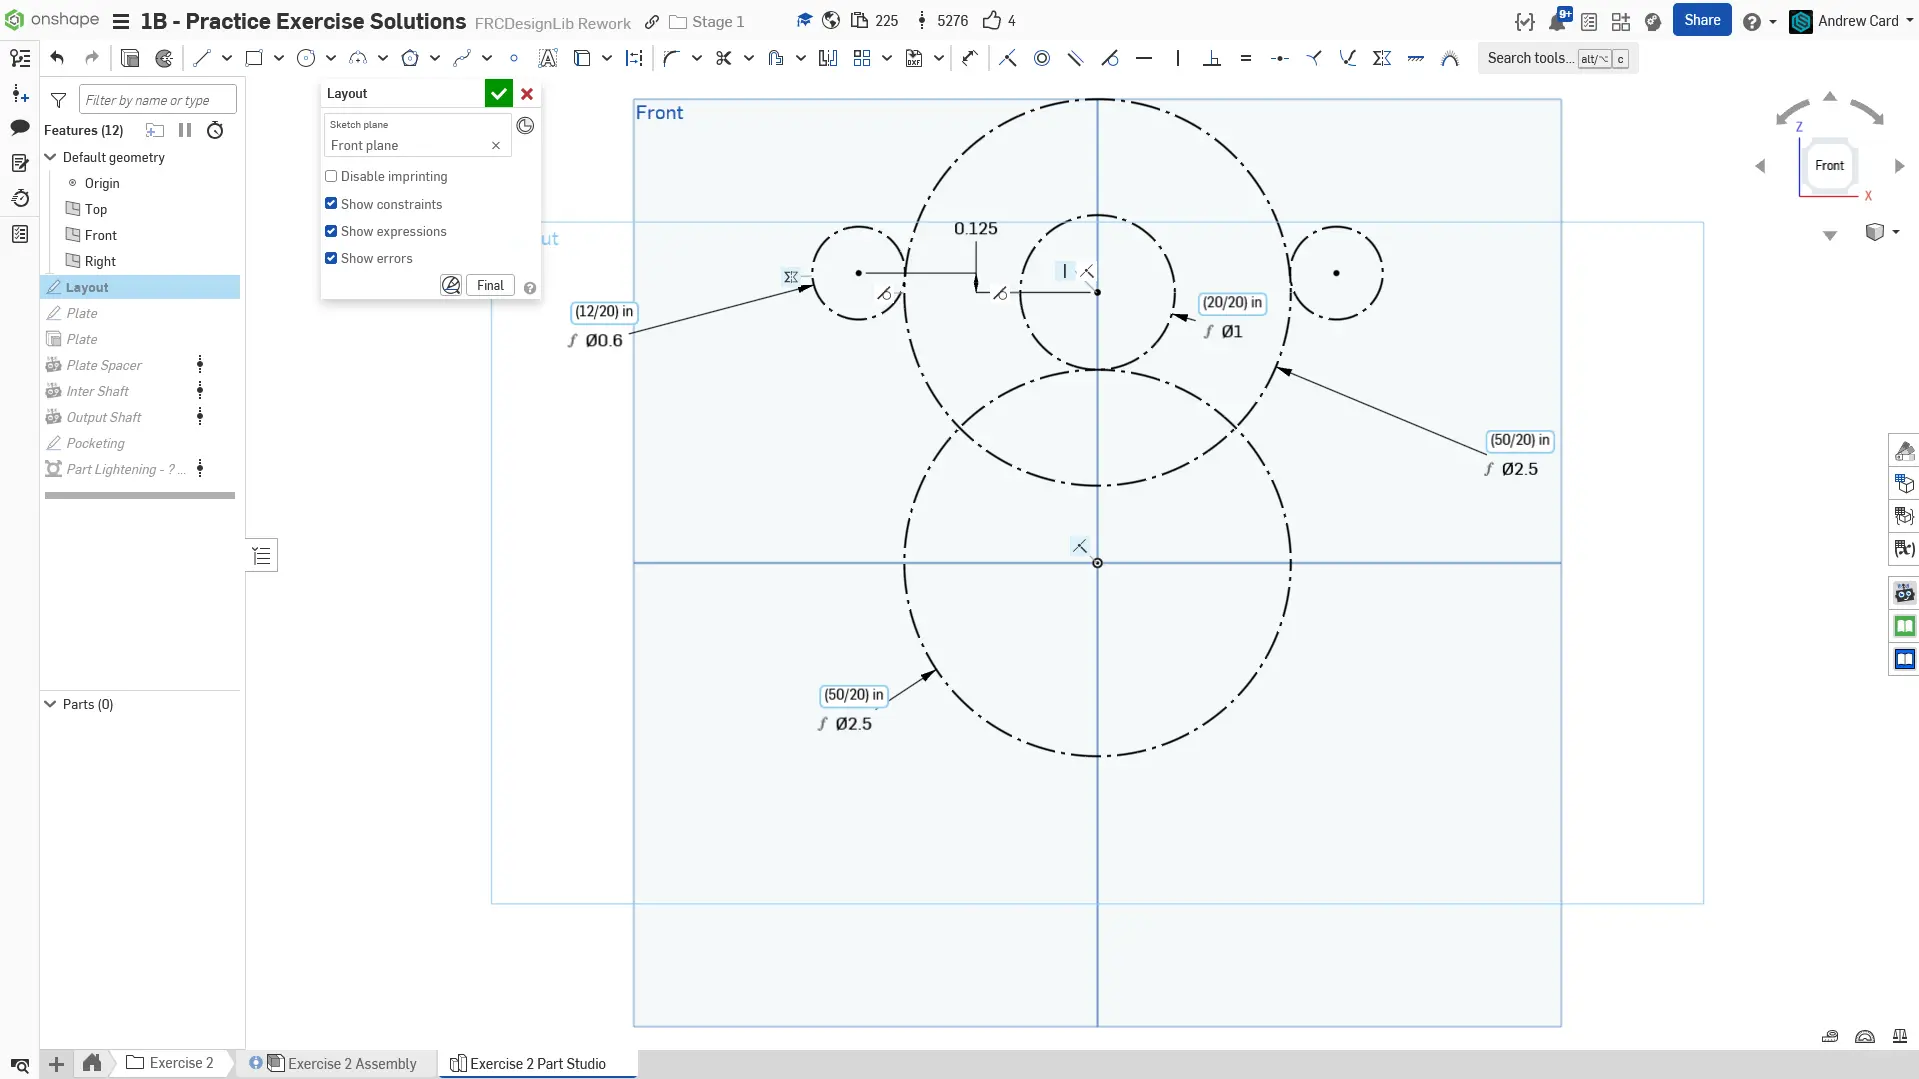 onshape
1B - Practice Exercise Solutions
FRCDesignLib Rework
Stage 1
225
5276
4
9+
Share
Andrew Card
Search tools...
alt/⌥
c
Filter by name or type
Features (12)
Default geometry
Origin
Top
Front
Right
Layout
Plate
Plate
Plate Spacer
Inter Shaft
Output Shaft
Pocketing
Part Lightening - ? ...
Parts (0)
Layout
Sketch plane
Front plane
Disable imprinting
Show constraints
Show expressions
Show errors
Final
Front
ut
0.125
(12/20) in
Ø0.6
(20/20) in
Ø1
(50/20) in
Ø2.5
(50/20) in
Ø2.5
Z
Front
X
Exercise 2
Exercise 2 Assembly
Exercise 2 Part Studio